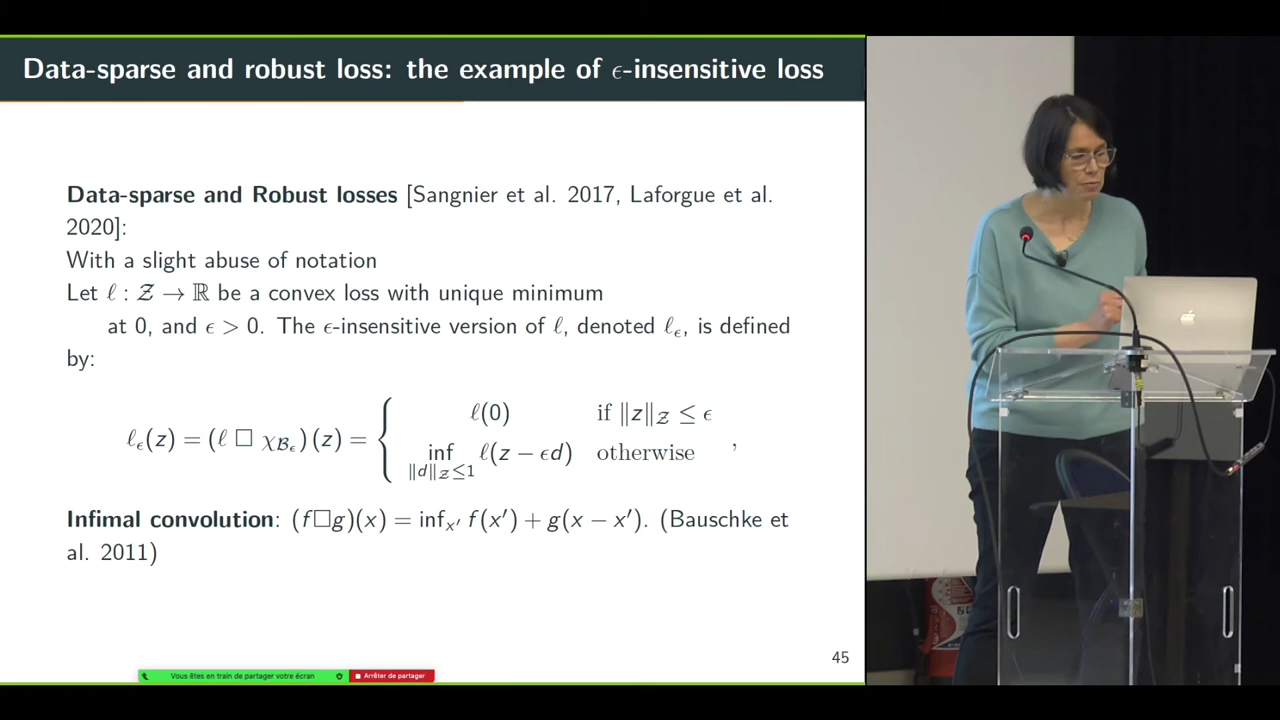 Data-sparse and robust loss: the example of ϵ-insensitive loss
Data-sparse and Robust losses [Sangnier et al. 2017, Laforgue et al.
2020]:
With a slight abuse of notation
Let ℓ : 𝒵 → ℝ be a convex loss with unique minimum
at 0, and ϵ > 0. The ϵ-insensitive version of ℓ, denoted ℓ_ϵ, is defined
by:
ℓ_ϵ(z) = (ℓ □ χ_{ℬ_ϵ}) (z) = { ℓ(0) if ‖z‖_𝒵 ≤ ϵ
inf_{‖d‖_𝒵≤1} ℓ(z − ϵd) otherwise ,
Infimal convolution: (f□g)(x) = inf_{x′} f(x′) + g(x − x′). (Bauschke et
al. 2011)
45
Vous êtes en train de partager votre écran
Arrêter de partager